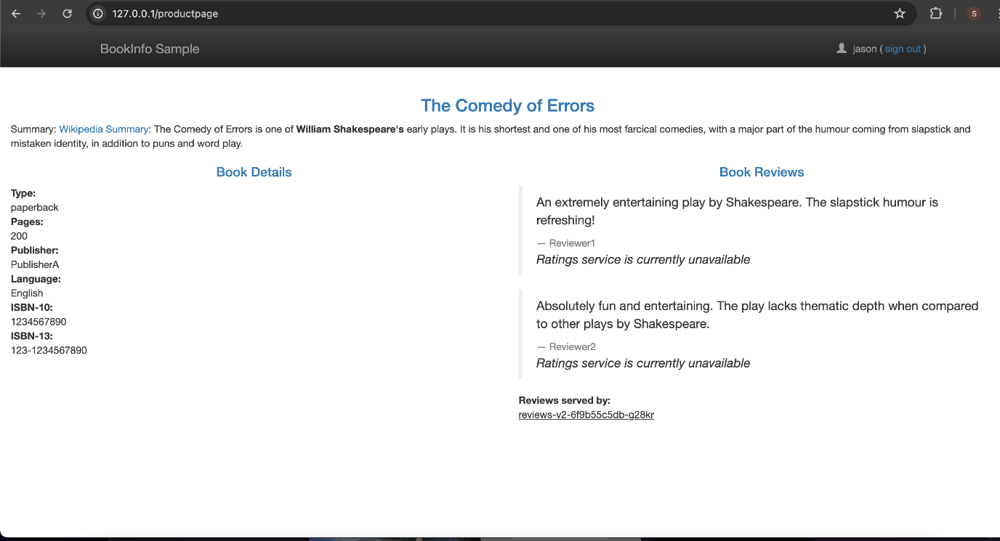 127.0.0.1/productpage
S
BookInfo Sample
jason ( sign out )
The Comedy of Errors
Summary: Wikipedia Summary: The Comedy of Errors is one of William Shakespeare's early plays. It is his shortest and one of his most farcical comedies, with a major part of the humour coming from slapstick and
mistaken identity, in addition to puns and word play.
Book Details
Type:
paperback
Pages:
200
Publisher:
PublisherA
Language:
English
ISBN-10:
1234567890
ISBN-13:
123-1234567890
Book Reviews
An extremely entertaining play by Shakespeare. The slapstick humour is
refreshing!
— Reviewer1
Ratings service is currently unavailable
Absolutely fun and entertaining. The play lacks thematic depth when compared
to other plays by Shakespeare.
— Reviewer2
Ratings service is currently unavailable
Reviews served by:
reviews-v2-6f9b55c5db-g28kr